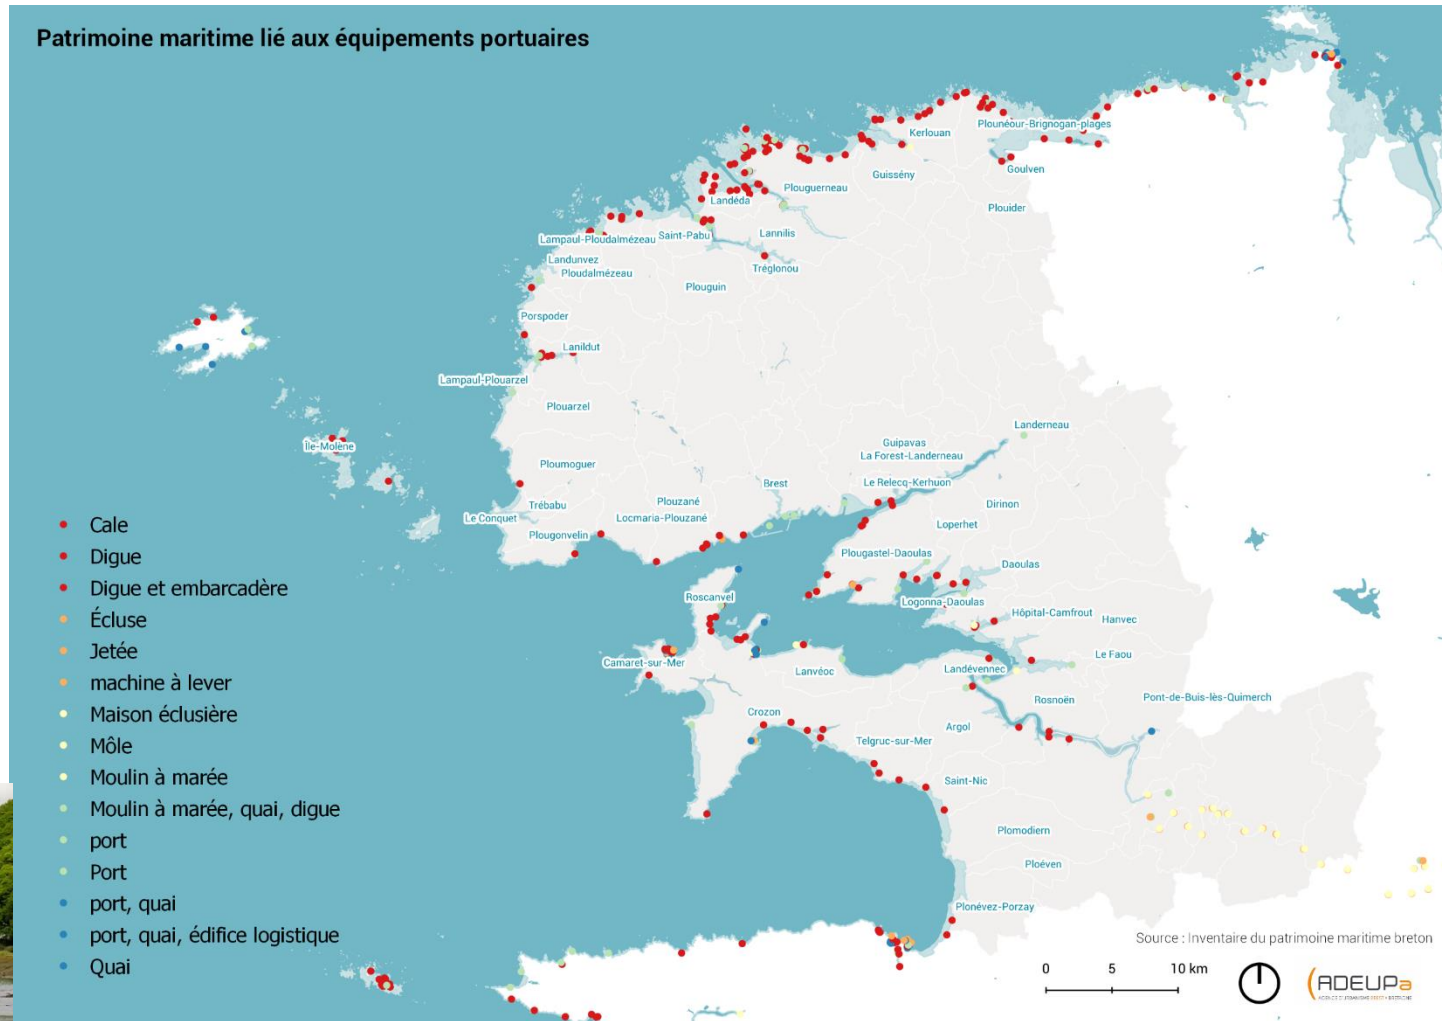 Patrimoine maritime lié aux équipements portuaires
Kerlouan
Plounéour-Brignogan-plages
Goulven
Guissény
Plouguerneau
Plouider
Landéda
Lannilis
Saint-Pabu
Lampaul-Ploudalmézeau
Tréglonou
Landunvez
Ploudalmézeau
Plouguin
Porspoder
Lanildut
Lampaul-Plouarzel
Plouarzel
Île-Molène
Landerneau
Guipavas
La Forest-Landerneau
Ploumoguer
Brest
Le Relecq-Kerhuon
Plouzané
Dirinon
Trébabu
Locmaria-Plouzané
Le Conquet
Loperhet
Plougonvelin
Plougastel-Daoulas
Daoulas
Roscanvel
Logonna-Daoulas
Hôpital-Camfrout
Hanvec
Le Faou
Camaret-sur-Mer
Lanvéoc
Landévennec
Rosnoën
Pont-de-Buis-lès-Quimerch
Crozon
Argol
Telgruc-sur-Mer
Saint-Nic
Plomodiern
Ploéven
Plonévez-Porzay
Cale
Digue
Digue et embarcadère
Écluse
Jetée
machine à lever
Maison éclusière
Môle
Moulin à marée
Moulin à marée, quai, digue
port
Port
port, quai
port, quai, édifice logistique
Quai
Source : Inventaire du patrimoine maritime breton
0 5 10 km
ADEUPa
AGENCE D'URBANISME BREST • BRETAGNE